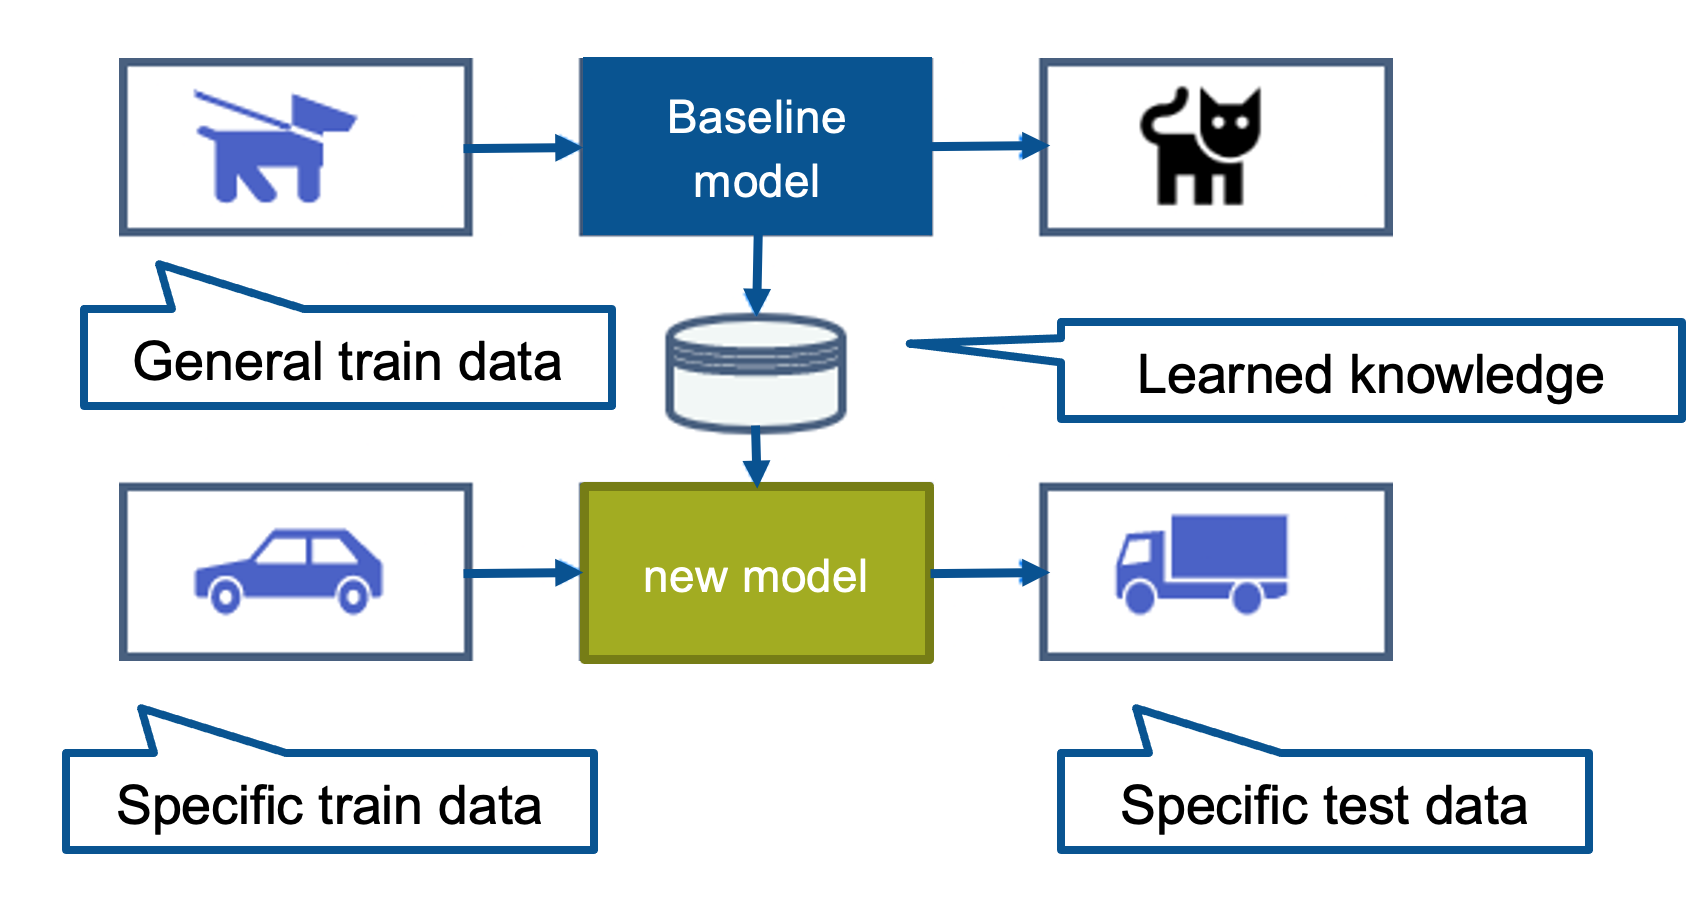 Baseline
model
General train data
Learned knowledge
new model
Specific train data
Specific test data